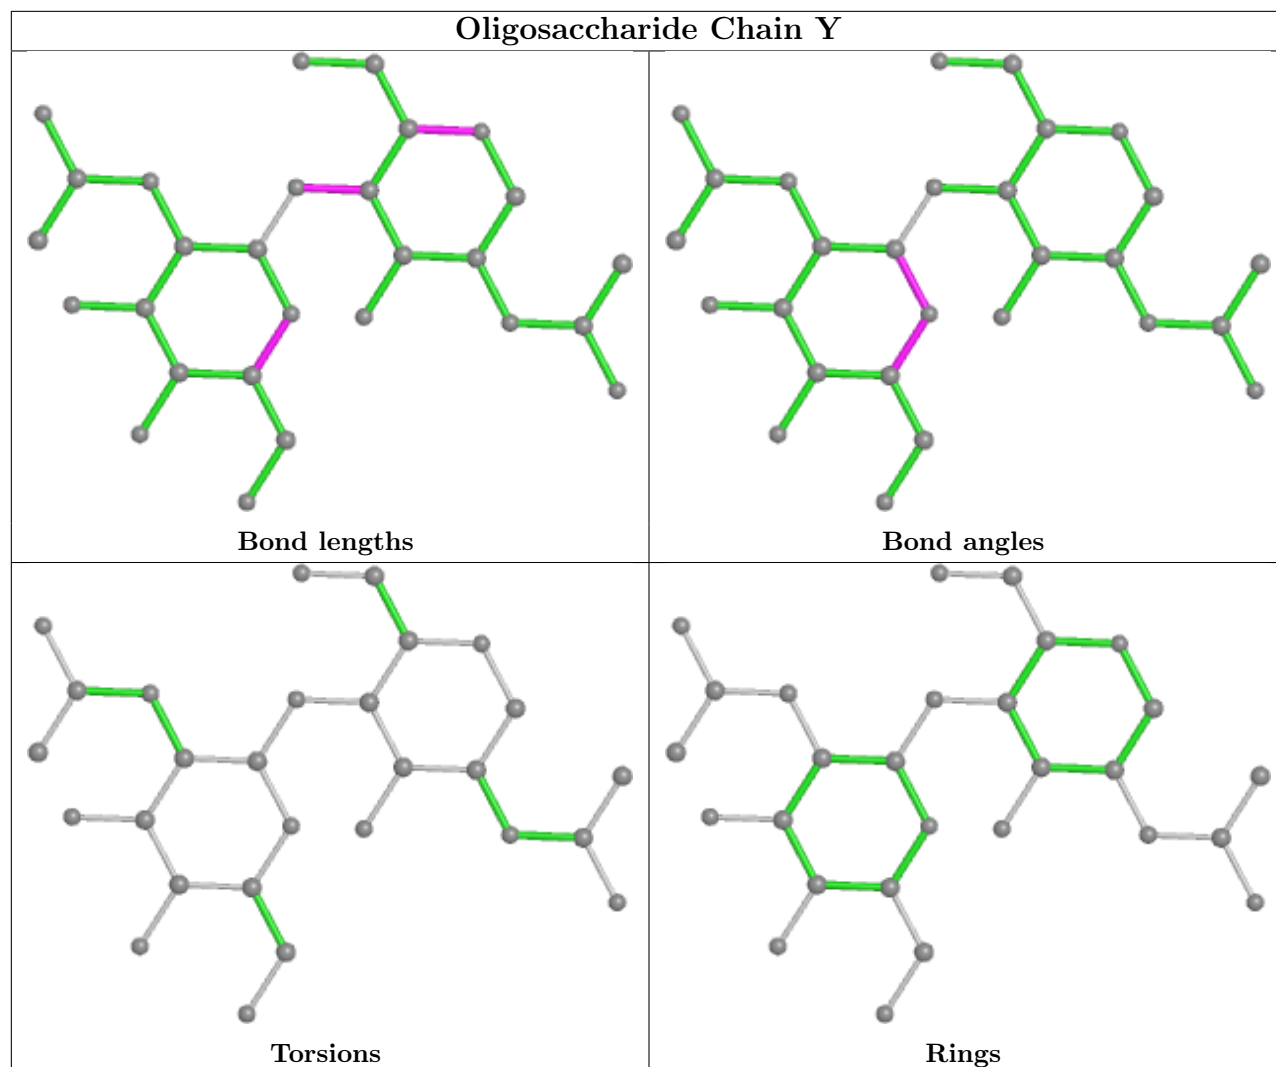 Oligosaccharide Chain Y
Bond lengths
Bond angles
Torsions
Rings